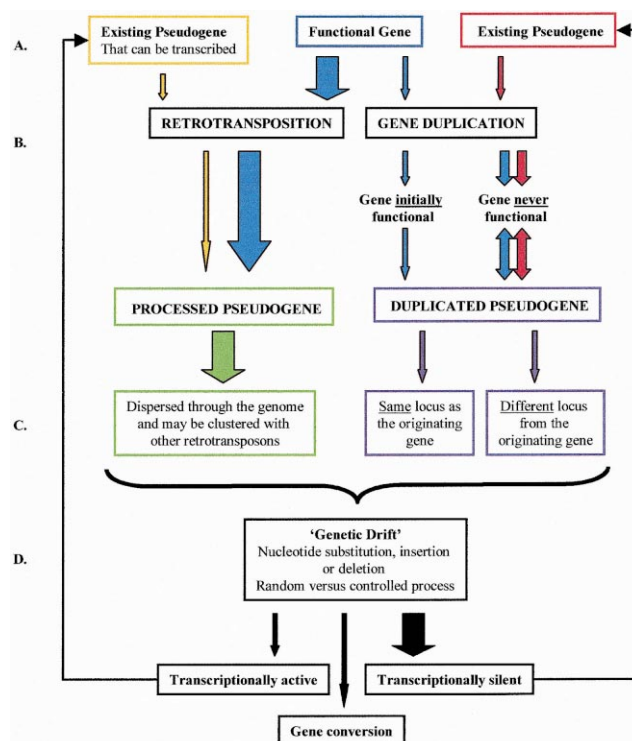 A.
Existing Pseudogene
That can be transcribed
Functional Gene
Existing Pseudogene
B.
RETROTRANSPOSITION
GENE DUPLICATION
Gene initially
functional
Gene never
functional
PROCESSED PSEUDOGENE
DUPLICATED PSEUDOGENE
C.
Dispersed through the genome
and may be clustered with
other retrotransposons
Same locus as
the originating
gene
Different locus
from the
originating gene
D.
‘Genetic Drift’
Nucleotide substitution, insertion
or deletion
Random versus controlled process
Transcriptionally active
Transcriptionally silent
Gene conversion